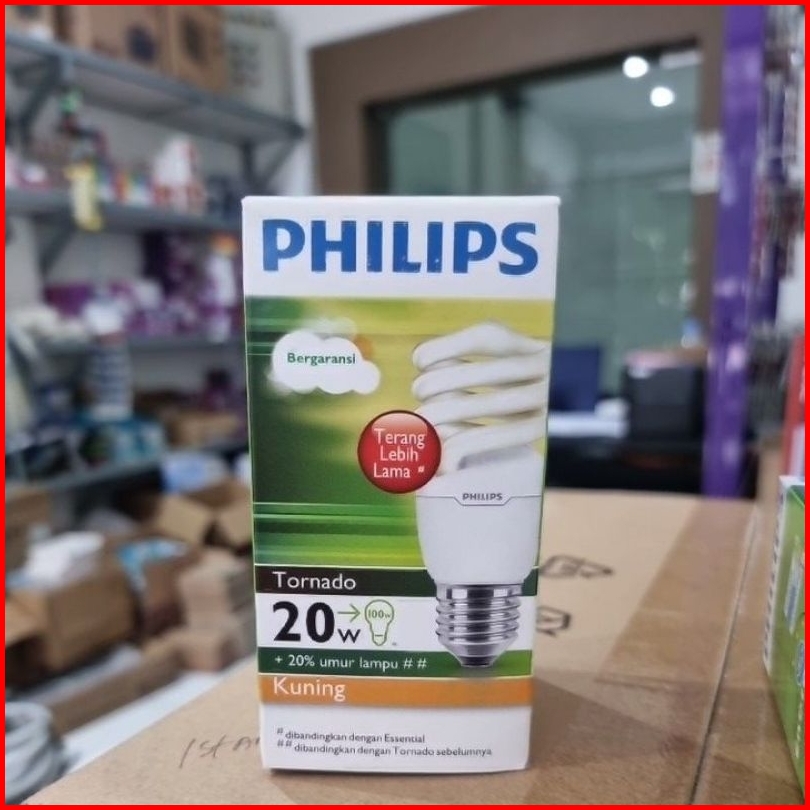 PHILIPS
Bergaransi
Terang
Lebih
Lama #
PHILIPS
Tornado
20w → 100w
+ 20% umur lampu # #
Kuning
# dibandingkan dengan Essential
## dibandingkan dengan Tornado sebelumnya